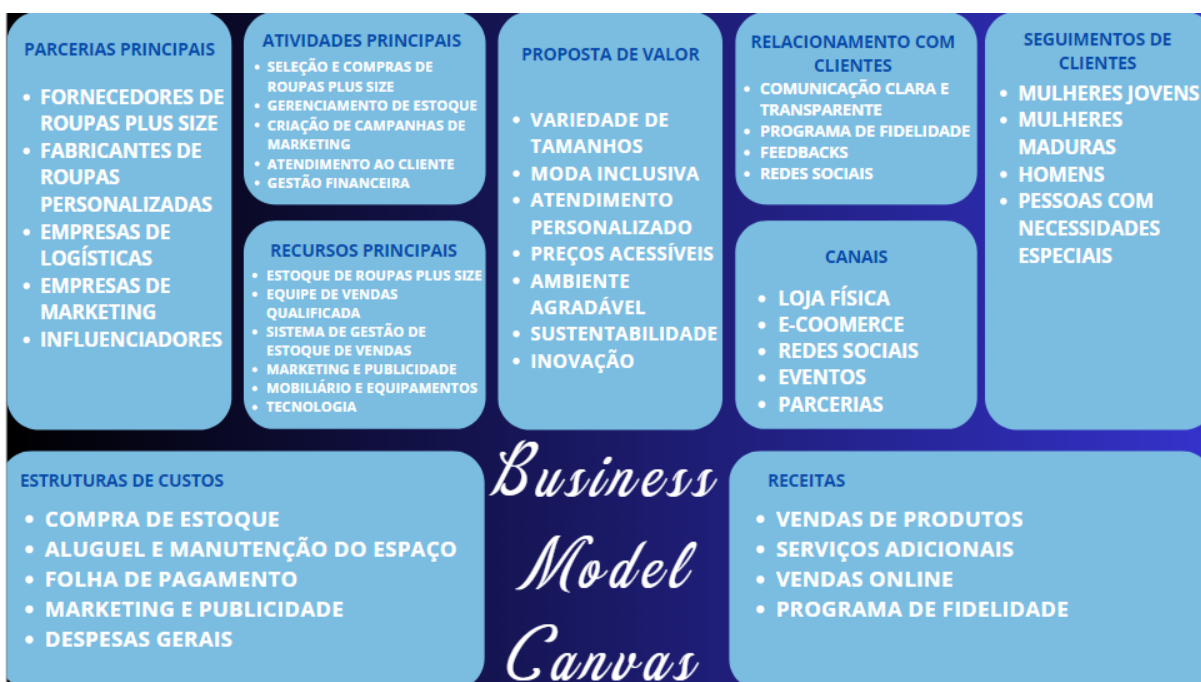 PARCERIAS PRINCIPAIS
• FORNECEDORES DE
ROUPAS PLUS SIZE
• FABRICANTES DE
ROUPAS
PERSONALIZADAS
• EMPRESAS DE
LOGÍSTICAS
• EMPRESAS DE
MARKETING
• INFLUENCIADORES
ATIVIDADES PRINCIPAIS
• SELEÇÃO E COMPRAS DE
ROUPAS PLUS SIZE
• GERENCIAMENTO DE ESTOQUE
• CRIAÇÃO DE CAMPANHAS DE
MARKETING
• ATENDIMENTO AO CLIENTE
• GESTÃO FINANCEIRA
RECURSOS PRINCIPAIS
• ESTOQUE DE ROUPAS PLUS SIZE
• EQUIPE DE VENDAS
QUALIFICADA
• SISTEMA DE GESTÃO DE
ESTOQUE DE VENDAS
• MARKETING E PUBLICIDADE
• MOBILIÁRIO E EQUIPAMENTOS
• TECNOLOGIA
PROPOSTA DE VALOR
• VARIEDADE DE
TAMANHOS
• MODA INCLUSIVA
• ATENDIMENTO
PERSONALIZADO
• PREÇOS ACESSÍVEIS
• AMBIENTE
AGRADÁVEL
• SUSTENTABILIDADE
• INOVAÇÃO
RELACIONAMENTO COM
CLIENTES
• COMUNICAÇÃO CLARA E
TRANSPARENTE
• PROGRAMA DE FIDELIDADE
• FEEDBACKS
• REDES SOCIAIS
CANAIS
• LOJA FÍSICA
• E-COOMERCE
• REDES SOCIAIS
• EVENTOS
• PARCERIAS
SEGUIMENTOS DE
CLIENTES
• MULHERES JOVENS
• MULHERES
MADURAS
• HOMENS
• PESSOAS COM
NECESSIDADES
ESPECIAIS
ESTRUTURAS DE CUSTOS
• COMPRA DE ESTOQUE
• ALUGUEL E MANUTENÇÃO DO ESPAÇO
• FOLHA DE PAGAMENTO
• MARKETING E PUBLICIDADE
• DESPESAS GERAIS
Business
Model
Canvas
RECEITAS
• VENDAS DE PRODUTOS
• SERVIÇOS ADICIONAIS
• VENDAS ONLINE
• PROGRAMA DE FIDELIDADE